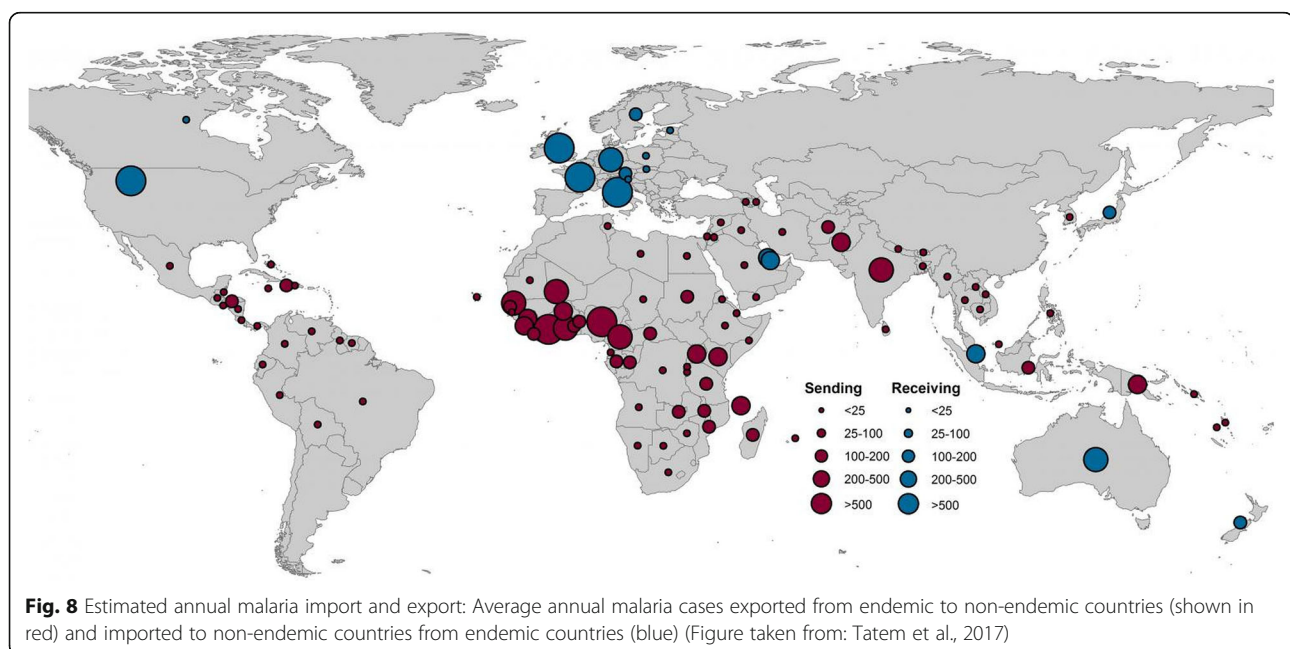 Sending Receiving
<25 <25
25-100 25-100
100-200 100-200
200-500 200-500
>500 >500
Fig. 8 Estimated annual malaria import and export: Average annual malaria cases exported from endemic to non-endemic countries (shown in
red) and imported to non-endemic countries from endemic countries (blue) (Figure taken from: Tatem et al., 2017)